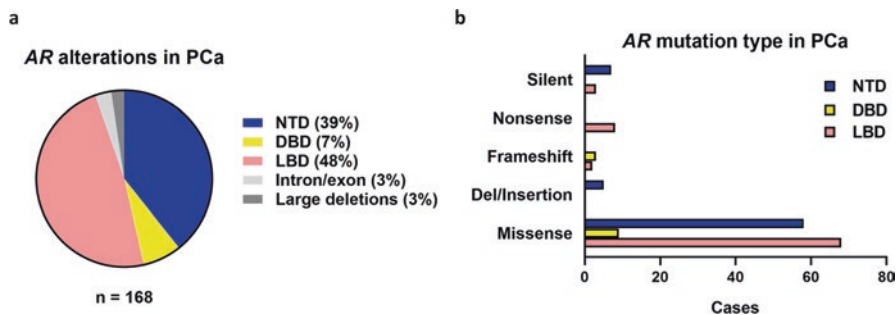 a
AR alterations in PCa
NTD (39%)
DBD (7%)
LBD (48%)
Intron/exon (3%)
Large deletions (3%)
n = 168
b
AR mutation type in PCa
Silent
Nonsense
Frameshift
Del/Insertion
Missense
NTD
DBD
LBD
0 20 40 60 80
Cases